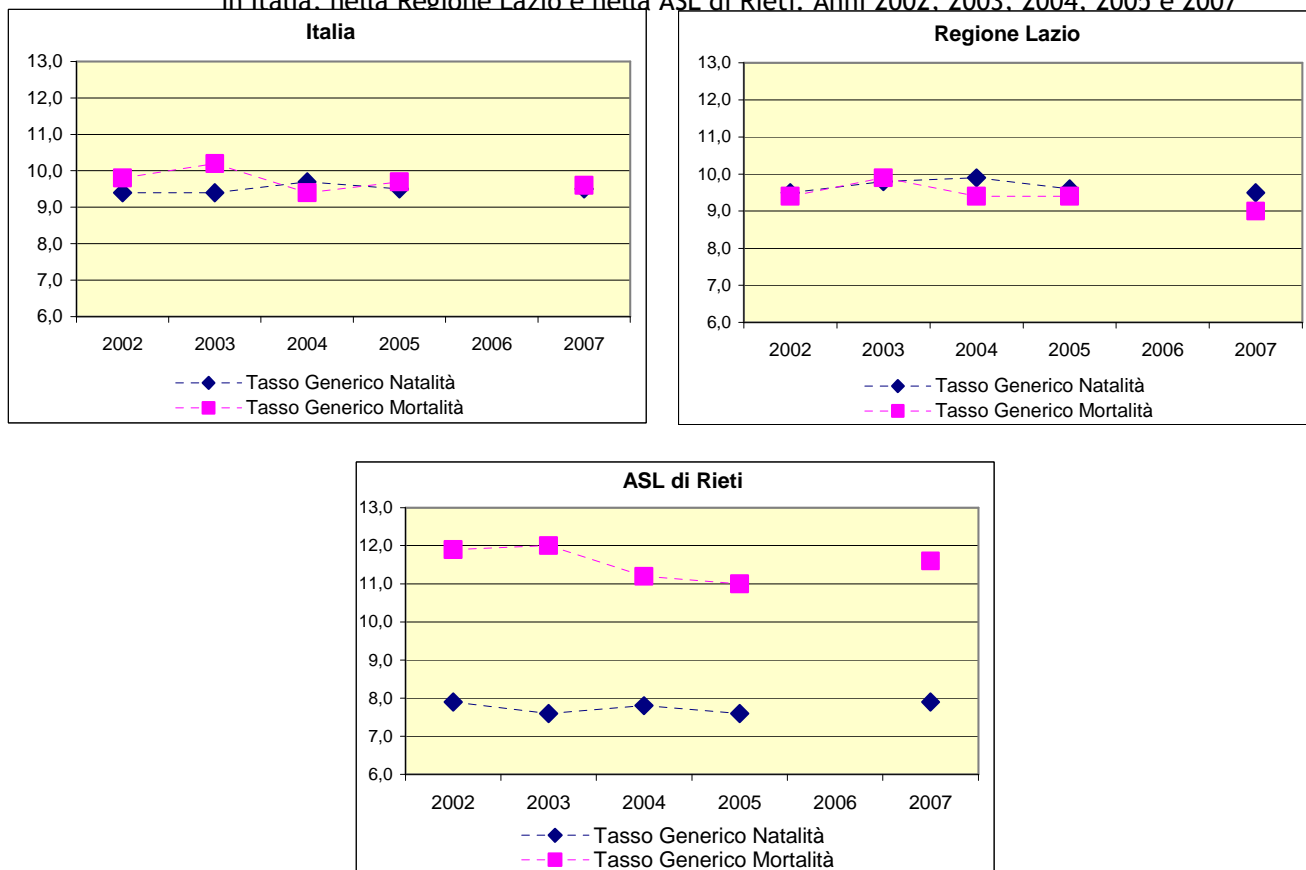 in Italia, nella Regione Lazio e nella ASL di Rieti. Anni 2002, 2003, 2004, 2005 e 2007
Italia
13,0
12,0
11,0
10,0
9,0
8,0
7,0
6,0
2002 2003 2004 2005 2006 2007
Tasso Generico Natalità
Tasso Generico Mortalità
Regione Lazio
13,0
12,0
11,0
10,0
9,0
8,0
7,0
6,0
2002 2003 2004 2005 2006 2007
Tasso Generico Natalità
Tasso Generico Mortalità
ASL di Rieti
13,0
12,0
11,0
10,0
9,0
8,0
7,0
6,0
2002 2003 2004 2005 2006 2007
Tasso Generico Natalità
Tasso Generico Mortalità